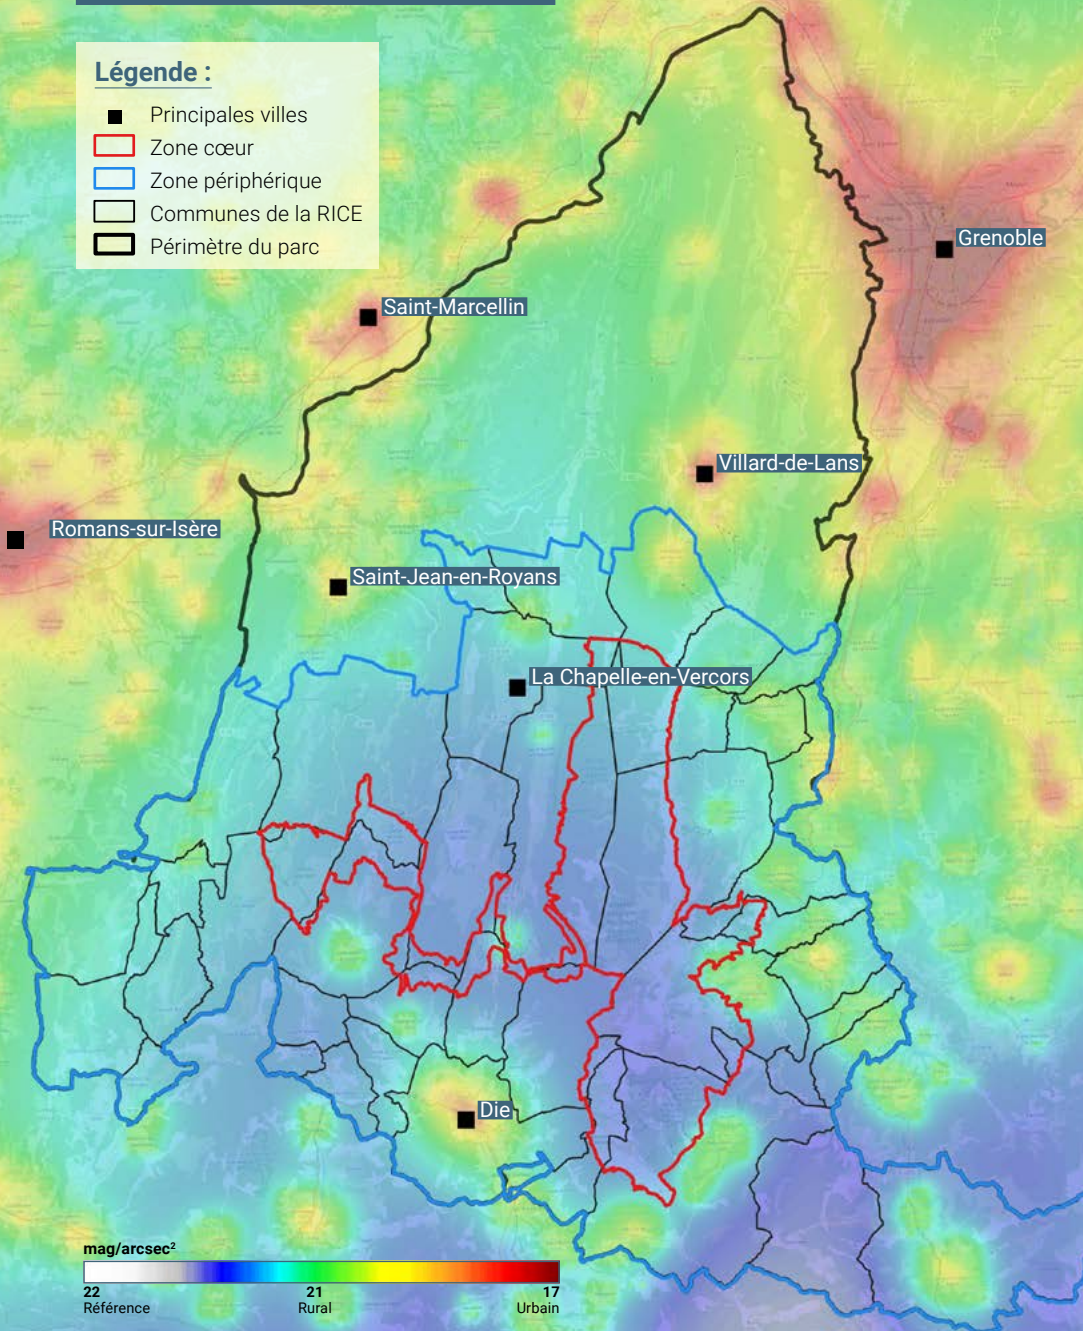 Légende :
Principales villes
Zone cœur
Zone périphérique
Communes de la RICE
Périmètre du parc
Grenoble
Saint-Marcellin
Villard-de-Lans
Romans-sur-Isère
Saint-Jean-en-Royans
La Chapelle-en-Vercors
Die
mag/arcsec²
22 21 17
Référence Rural Urbain